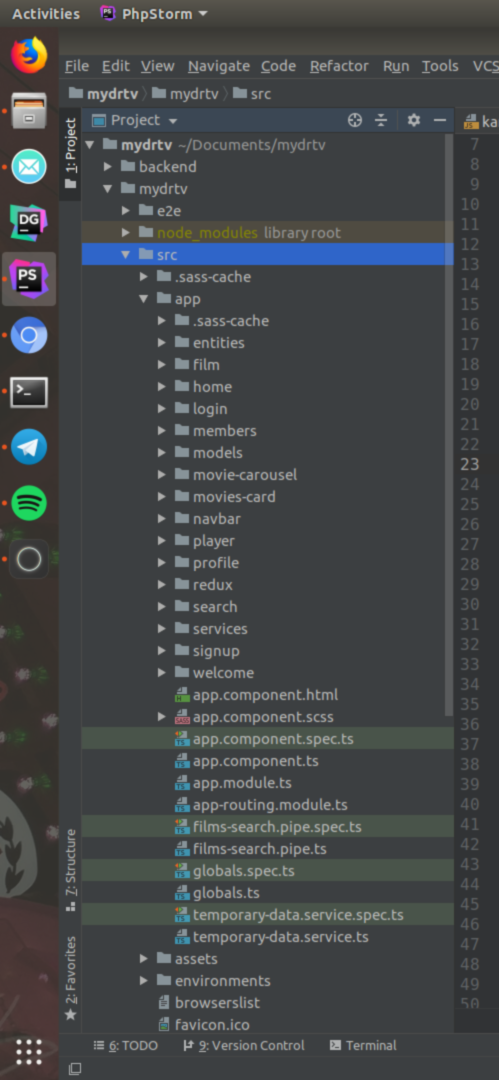 Activities PhpStorm
File Edit View Navigate Code Refactor Run Tools VCS
mydrtv mydrtv src
1: Project
Project
ka
mydrtv ~/Documents/mydrtv
backend
mydrtv
e2e
node_modules library root
src
.sass-cache
app
.sass-cache
entities
film
home
login
members
models
movie-carousel
movies-card
navbar
player
profile
redux
search
services
signup
welcome
app.component.html
app.component.scss
app.component.spec.ts
app.component.ts
app.module.ts
app-routing.module.ts
films-search.pipe.spec.ts
films-search.pipe.ts
globals.spec.ts
globals.ts
temporary-data.service.spec.ts
temporary-data.service.ts
assets
environments
browserslist
favicon.ico
7
8
9
10
11
12
13
14
15
16
17
18
19
20
21
22
23
24
25
26
27
28
29
30
31
32
33
34
35
36
37
38
39
40
41
42
43
44
45
46
47
48
49
50
DG
PS
7: Structure
2: Favorites
6: TODO 9: Version Control Terminal